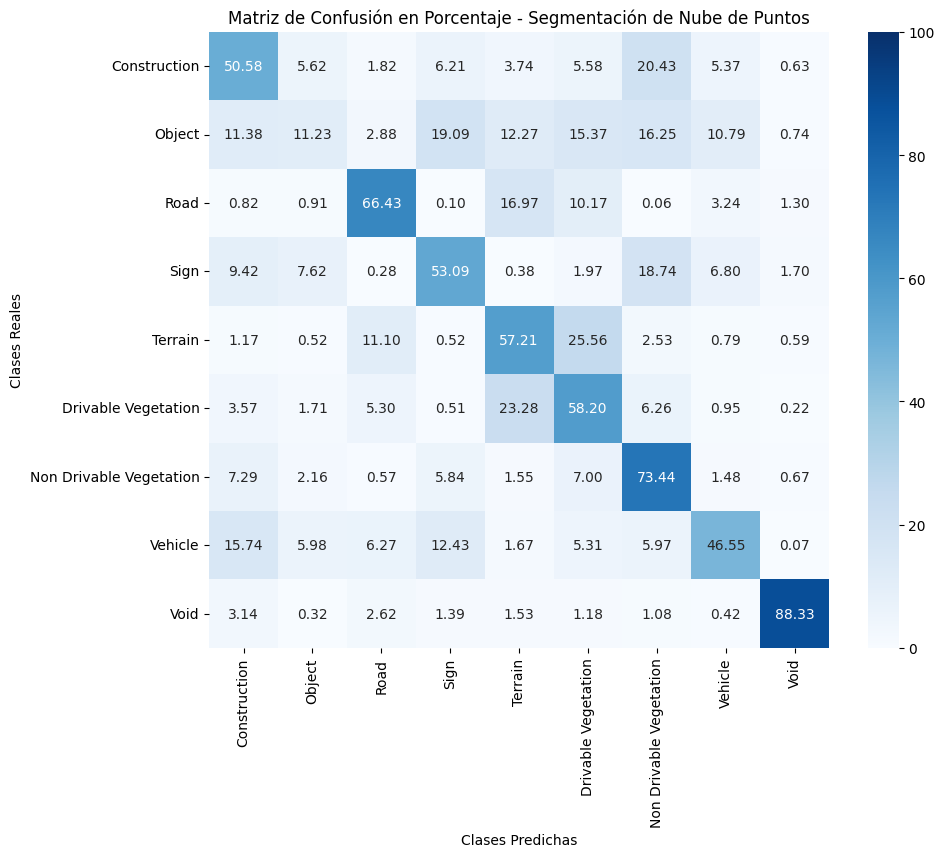 Matriz de Confusión en Porcentaje - Segmentación de Nube de Puntos
Clases Reales
Construction 50.58 5.62 1.82 6.21 3.74 5.58 20.43 5.37 0.63
Object 11.38 11.23 2.88 19.09 12.27 15.37 16.25 10.79 0.74
Road 0.82 0.91 66.43 0.10 16.97 10.17 0.06 3.24 1.30
Sign 9.42 7.62 0.28 53.09 0.38 1.97 18.74 6.80 1.70
Terrain 1.17 0.52 11.10 0.52 57.21 25.56 2.53 0.79 0.59
Drivable Vegetation 3.57 1.71 5.30 0.51 23.28 58.20 6.26 0.95 0.22
Non Drivable Vegetation 7.29 2.16 0.57 5.84 1.55 7.00 73.44 1.48 0.67
Vehicle 15.74 5.98 6.27 12.43 1.67 5.31 5.97 46.55 0.07
Void 3.14 0.32 2.62 1.39 1.53 1.18 1.08 0.42 88.33
Construction
Object
Road
Sign
Terrain
Drivable Vegetation
Non Drivable Vegetation
Vehicle
Void
Clases Predichas
100
80
60
40
20
0